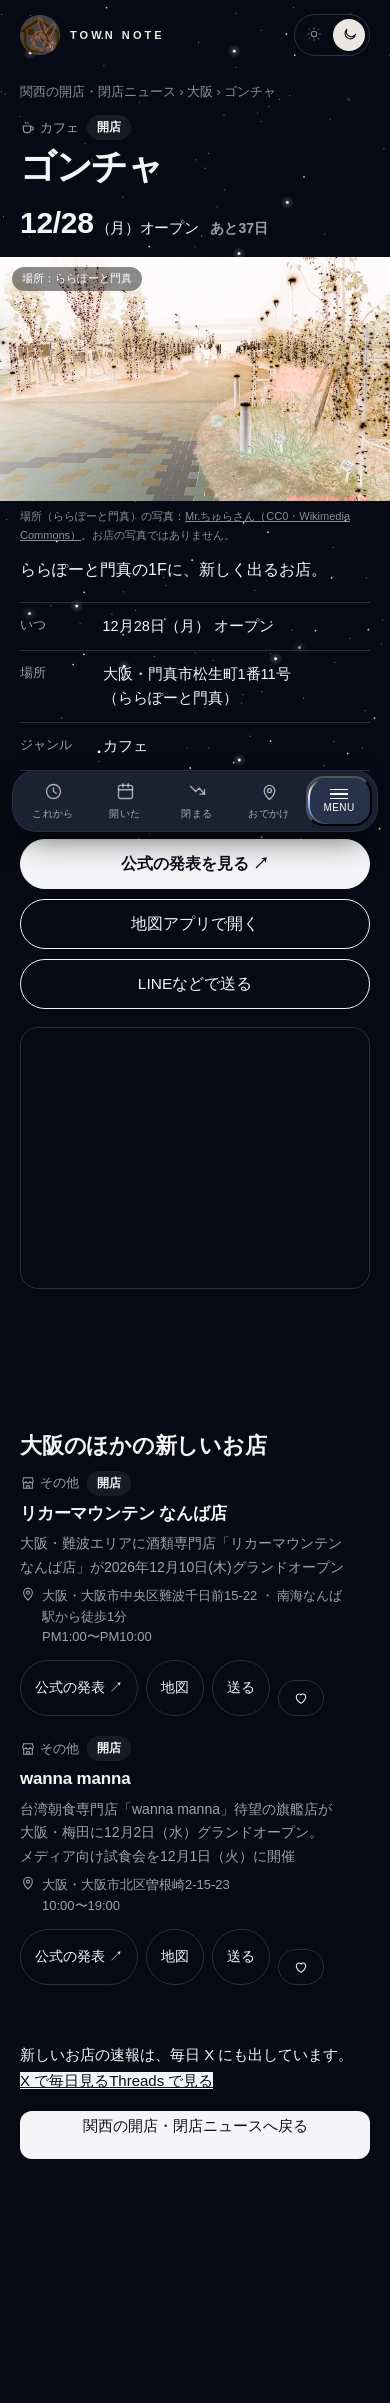 TOWN NOTE
関西の開店・閉店ニュース › 大阪 › ゴンチャ
カフェ 開店
ゴンチャ
12/28（月）オープン あと37日
場所：ららぽーと門真
場所（ららぽーと門真）の写真：Mr.ちゅらさん（CC0・Wikimedia
Commons）。お店の写真ではありません。
ららぽーと門真の1Fに、新しく出るお店。
いつ 12月28日（月） オープン
場所 大阪・門真市松生町1番11号
（ららぽーと門真）
ジャンル カフェ
これから 開いた 閉まる おでかけ MENU
公式の発表を見る ↗
地図アプリで開く
LINEなどで送る
大阪のほかの新しいお店
その他 開店
リカーマウンテン なんば店
大阪・難波エリアに酒類専門店「リカーマウンテン
なんば店」が2026年12月10日(木)グランドオープン
大阪・大阪市中央区難波千日前15-22 ・ 南海なんば
駅から徒歩1分
PM1:00〜PM10:00
公式の発表 ↗ 地図 送る
その他 開店
wanna manna
台湾朝食専門店「wanna manna」待望の旗艦店が
大阪・梅田に12月2日（水）グランドオープン。
メディア向け試食会を12月1日（火）に開催
大阪・大阪市北区曽根崎2-15-23
10:00〜19:00
公式の発表 ↗ 地図 送る
新しいお店の速報は、毎日 X にも出しています。
X で毎日見るThreads で見る
関西の開店・閉店ニュースへ戻る